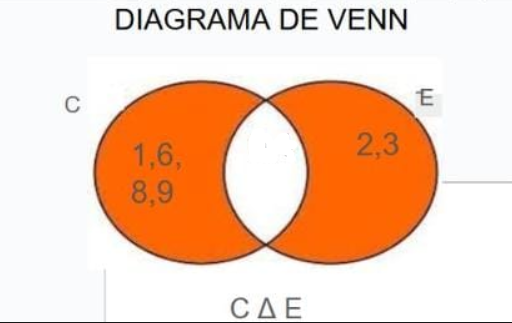 DIAGRAMA DE VENN
C
E
1,6,
8,9
2,3
C Δ E